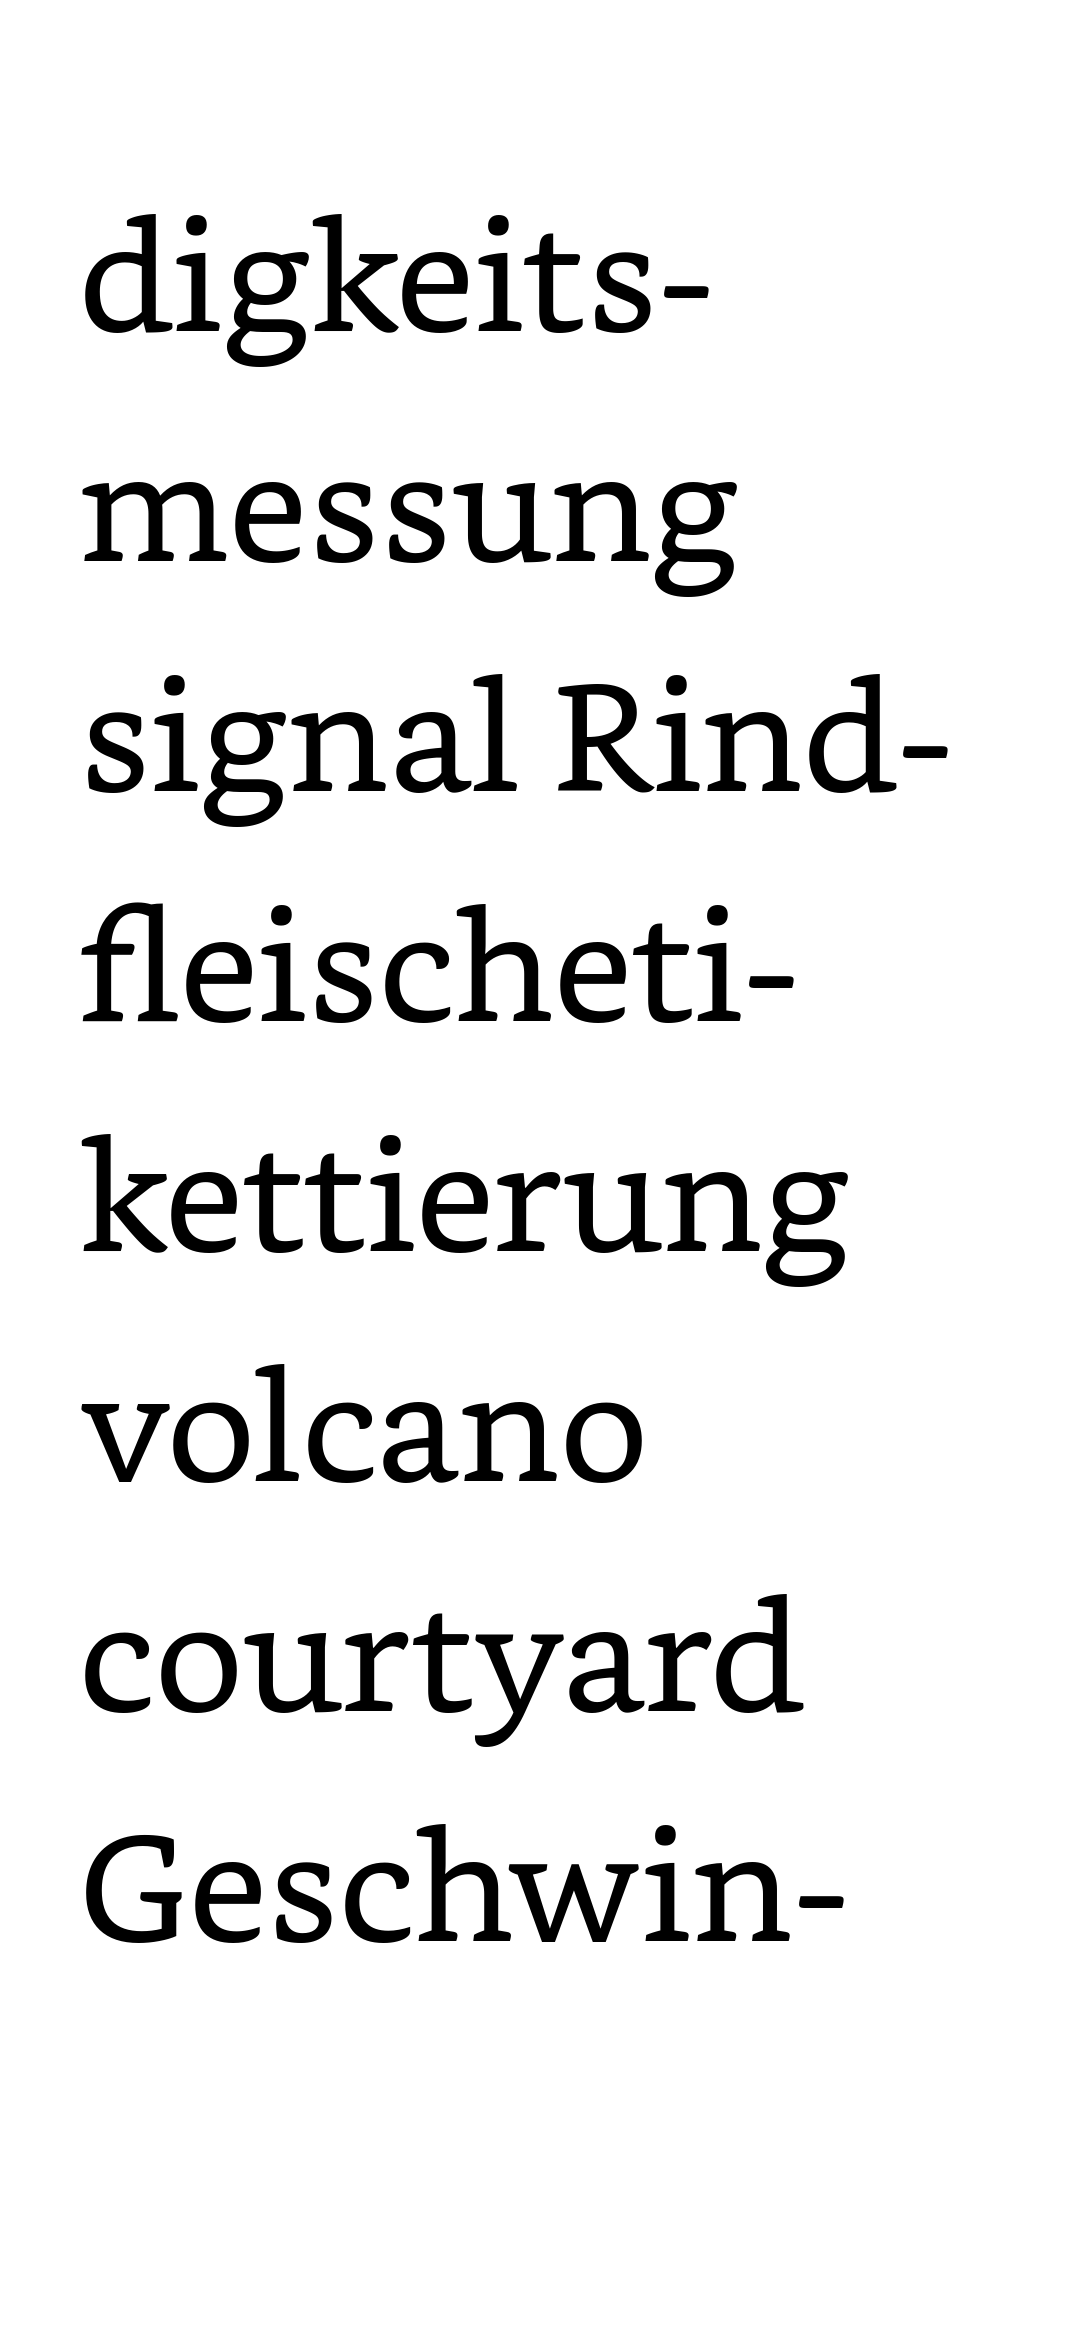 digkeits-
messung
signal Rind-
fleischeti-
kettierung
volcano
courtyard
Geschwin-